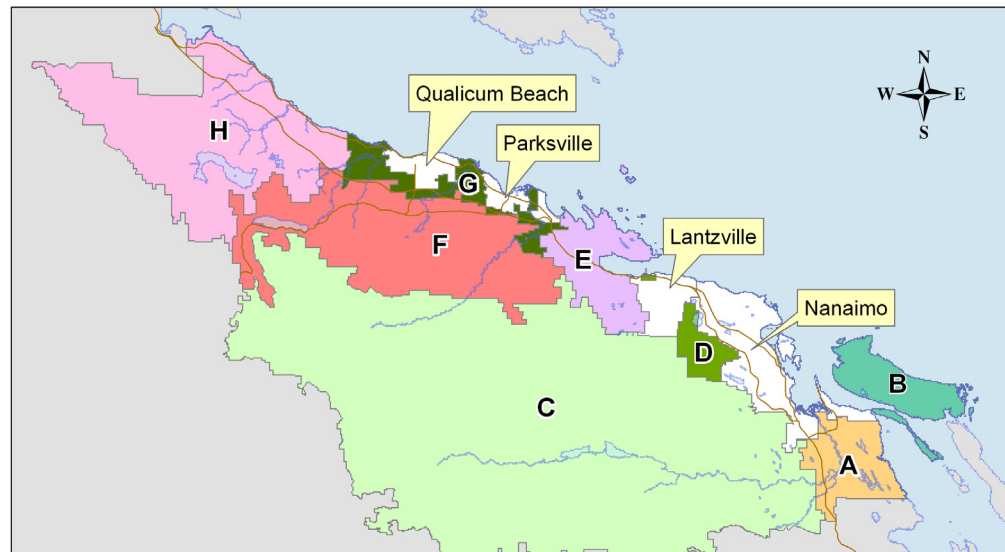 N
W
E
S
Qualicum Beach
H
Parksville
G
Lantzville
F
E
Nanaimo
D
B
C
A